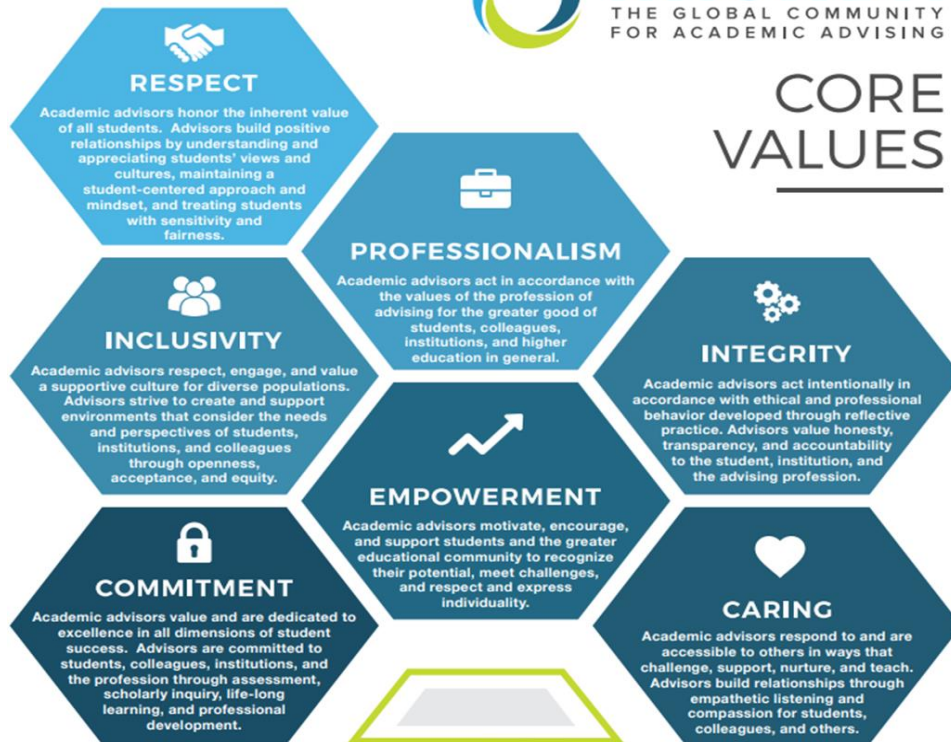 THE GLOBAL COMMUNITY
FOR ACADEMIC ADVISING
CORE
VALUES
RESPECT
Academic advisors honor the inherent value
of all students. Advisors build positive
relationships by understanding and
appreciating students' views and
cultures, maintaining a
student-centered approach and
mindset, and treating students
with sensitivity and
fairness.
PROFESSIONALISM
Academic advisors act in accordance with
the values of the profession of
advising for the greater good of
students, colleagues,
institutions, and higher
education in general.
INCLUSIVITY
Academic advisors respect, engage, and value
a supportive culture for diverse populations.
Advisors strive to create and support
environments that consider the needs
and perspectives of students,
institutions, and colleagues
through openness,
acceptance, and equity.
INTEGRITY
Academic advisors act intentionally in
accordance with ethical and professional
behavior developed through reflective
practice. Advisors value honesty,
transparency, and accountability
to the student, institution, and
the advising profession.
EMPOWERMENT
Academic advisors motivate, encourage,
and support students and the greater
educational community to recognize
their potential, meet challenges,
and respect and express
individuality.
COMMITMENT
Academic advisors value and are dedicated to
excellence in all dimensions of student
success. Advisors are committed to
students, colleagues, institutions, and
the profession through assessment,
scholarly inquiry, life-long
learning, and professional
development.
CARING
Academic advisors respond to and are
accessible to others in ways that
challenge, support, nurture, and teach.
Advisors build relationships through
empathetic listening and
compassion for students,
colleagues, and others.